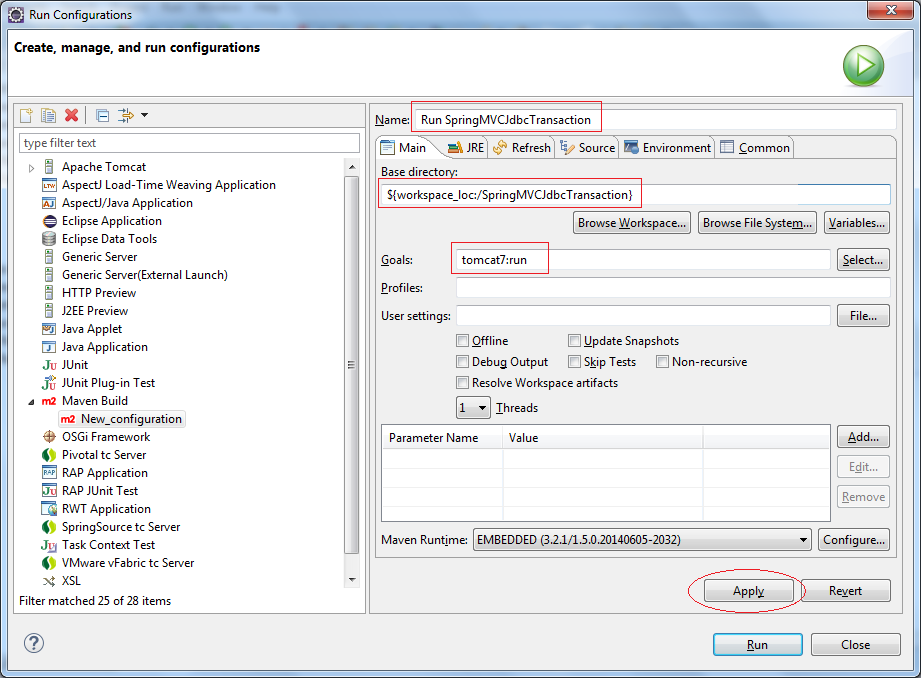 Run Configurations
Create, manage, and run configurations
type filter text
Apache Tomcat
AspectJ Load-Time Weaving Application
AspectJ/Java Application
Eclipse Application
Eclipse Data Tools
Generic Server
Generic Server(External Launch)
HTTP Preview
J2EE Preview
Java Applet
Java Application
Ju JUnit
JUnit Plug-in Test
m2 Maven Build
m2 New_configuration
OSGi Framework
Pivotal tc Server
RAP RAP Application
Ju RAP JUnit Test
RWT Application
SpringSource tc Server
Ju Task Context Test
VMware vFabric tc Server
XSL
Filter matched 25 of 28 items
Name: Run SpringMVCJdbcTransaction
Main JRE Refresh Source Environment Common
Base directory:
${workspace_loc:/SpringMVCJdbcTransaction}
Browse Workspace... Browse File System... Variables...
Goals: tomcat7:run Select...
Profiles:
User settings: File...
Offline Update Snapshots
Debug Output Skip Tests Non-recursive
Resolve Workspace artifacts
1 Threads
Parameter Name Value Add...
Edit...
Remove
Maven Runtime: EMBEDDED (3.2.1/1.5.0.20140605-2032) Configure...
Apply Revert
? Run Close